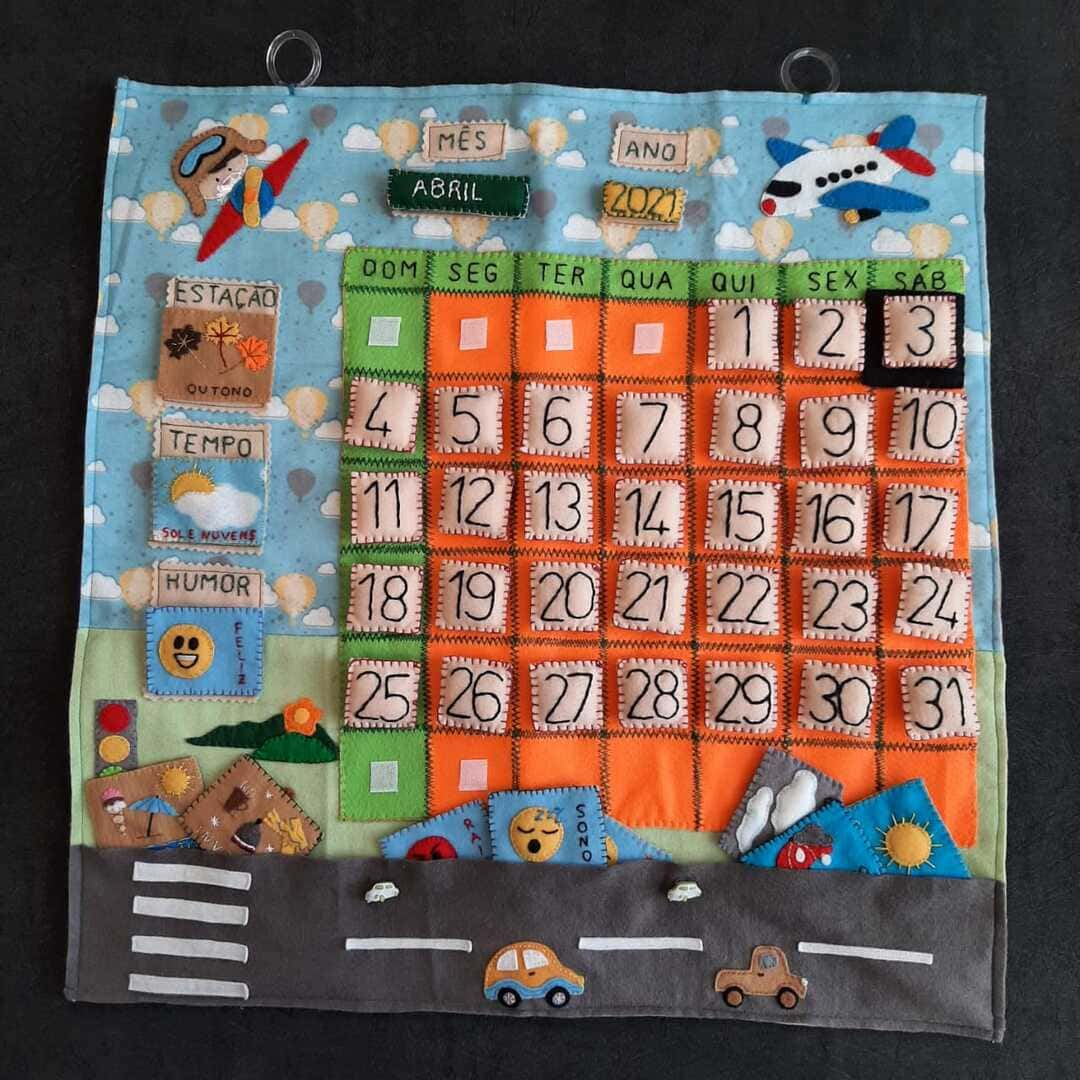 MÊS
ANO
ABRIL
2021
DOM SEG TER QUA QUI SEX SÁB
1 2 3
4 5 6 7 8 9 10
11 12 13 14 15 16 17
18 19 20 21 22 23 24
25 26 27 28 29 30 31
ESTAÇÃO
OUTONO
TEMPO
SOL E NUVENS
HUMOR
FELIZ
ZZ
SONO